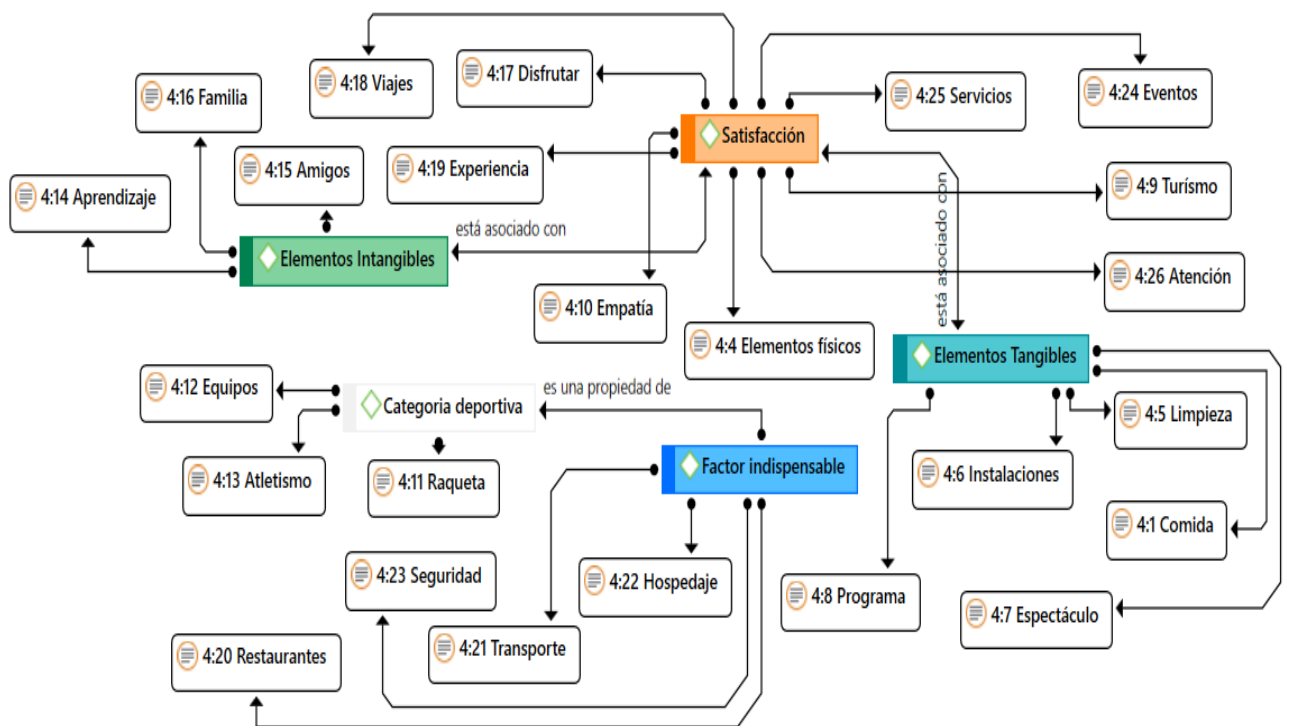 4:18 Viajes
4:17 Disfrutar
4:25 Servicios
4:24 Eventos
4:16 Familia
Satisfacción
4:15 Amigos
4:19 Experiencia
4:14 Aprendizaje
4:9 Turísmo
está asociado con
está asociado con
Elementos Intangibles
4:26 Atención
4:10 Empatía
4:4 Elementos físicos
Elementos Tangibles
4:12 Equipos
es una propiedad de
Categoria deportiva
4:5 Limpieza
4:13 Atletismo
4:11 Raqueta
Factor indispensable
4:6 Instalaciones
4:1 Comida
4:23 Seguridad
4:22 Hospedaje
4:8 Programa
4:7 Espectáculo
4:21 Transporte
4:20 Restaurantes